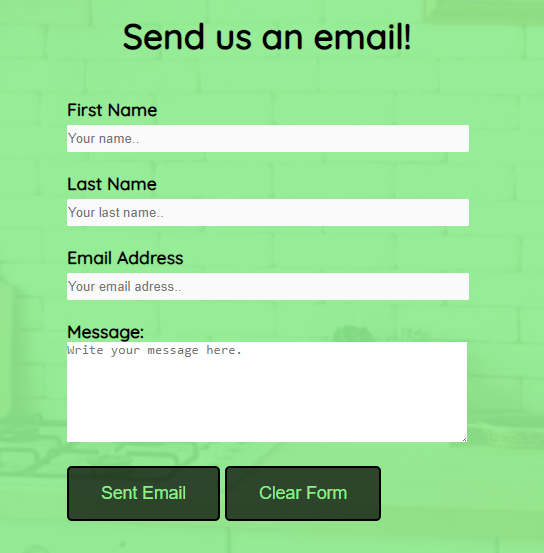 Send us an email!
First Name
Your name..
Last Name
Your last name..
Email Address
Your email adress..
Message:
Write your message here.
Sent Email Clear Form